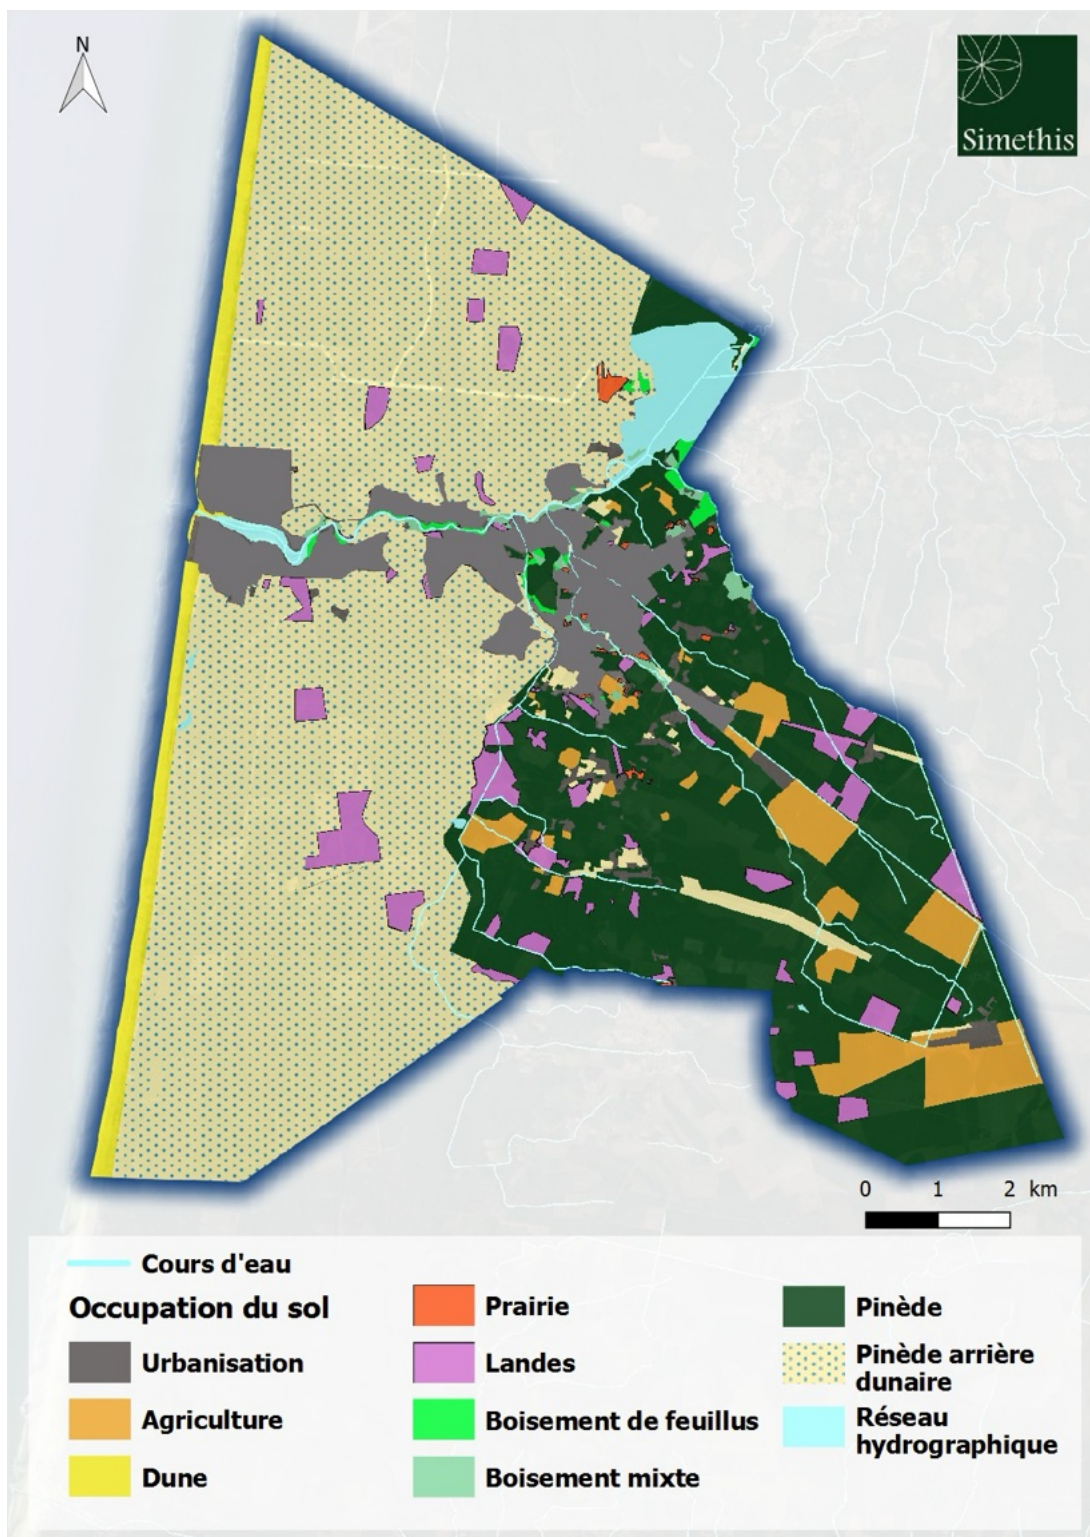 N
Simethis
0 1 2 km
Cours d'eau
Occupation du sol
Urbanisation
Agriculture
Dune
Prairie
Landes
Boisement de feuillus
Boisement mixte
Pinède
Pinède arrière
dunaire
Réseau
hydrographique